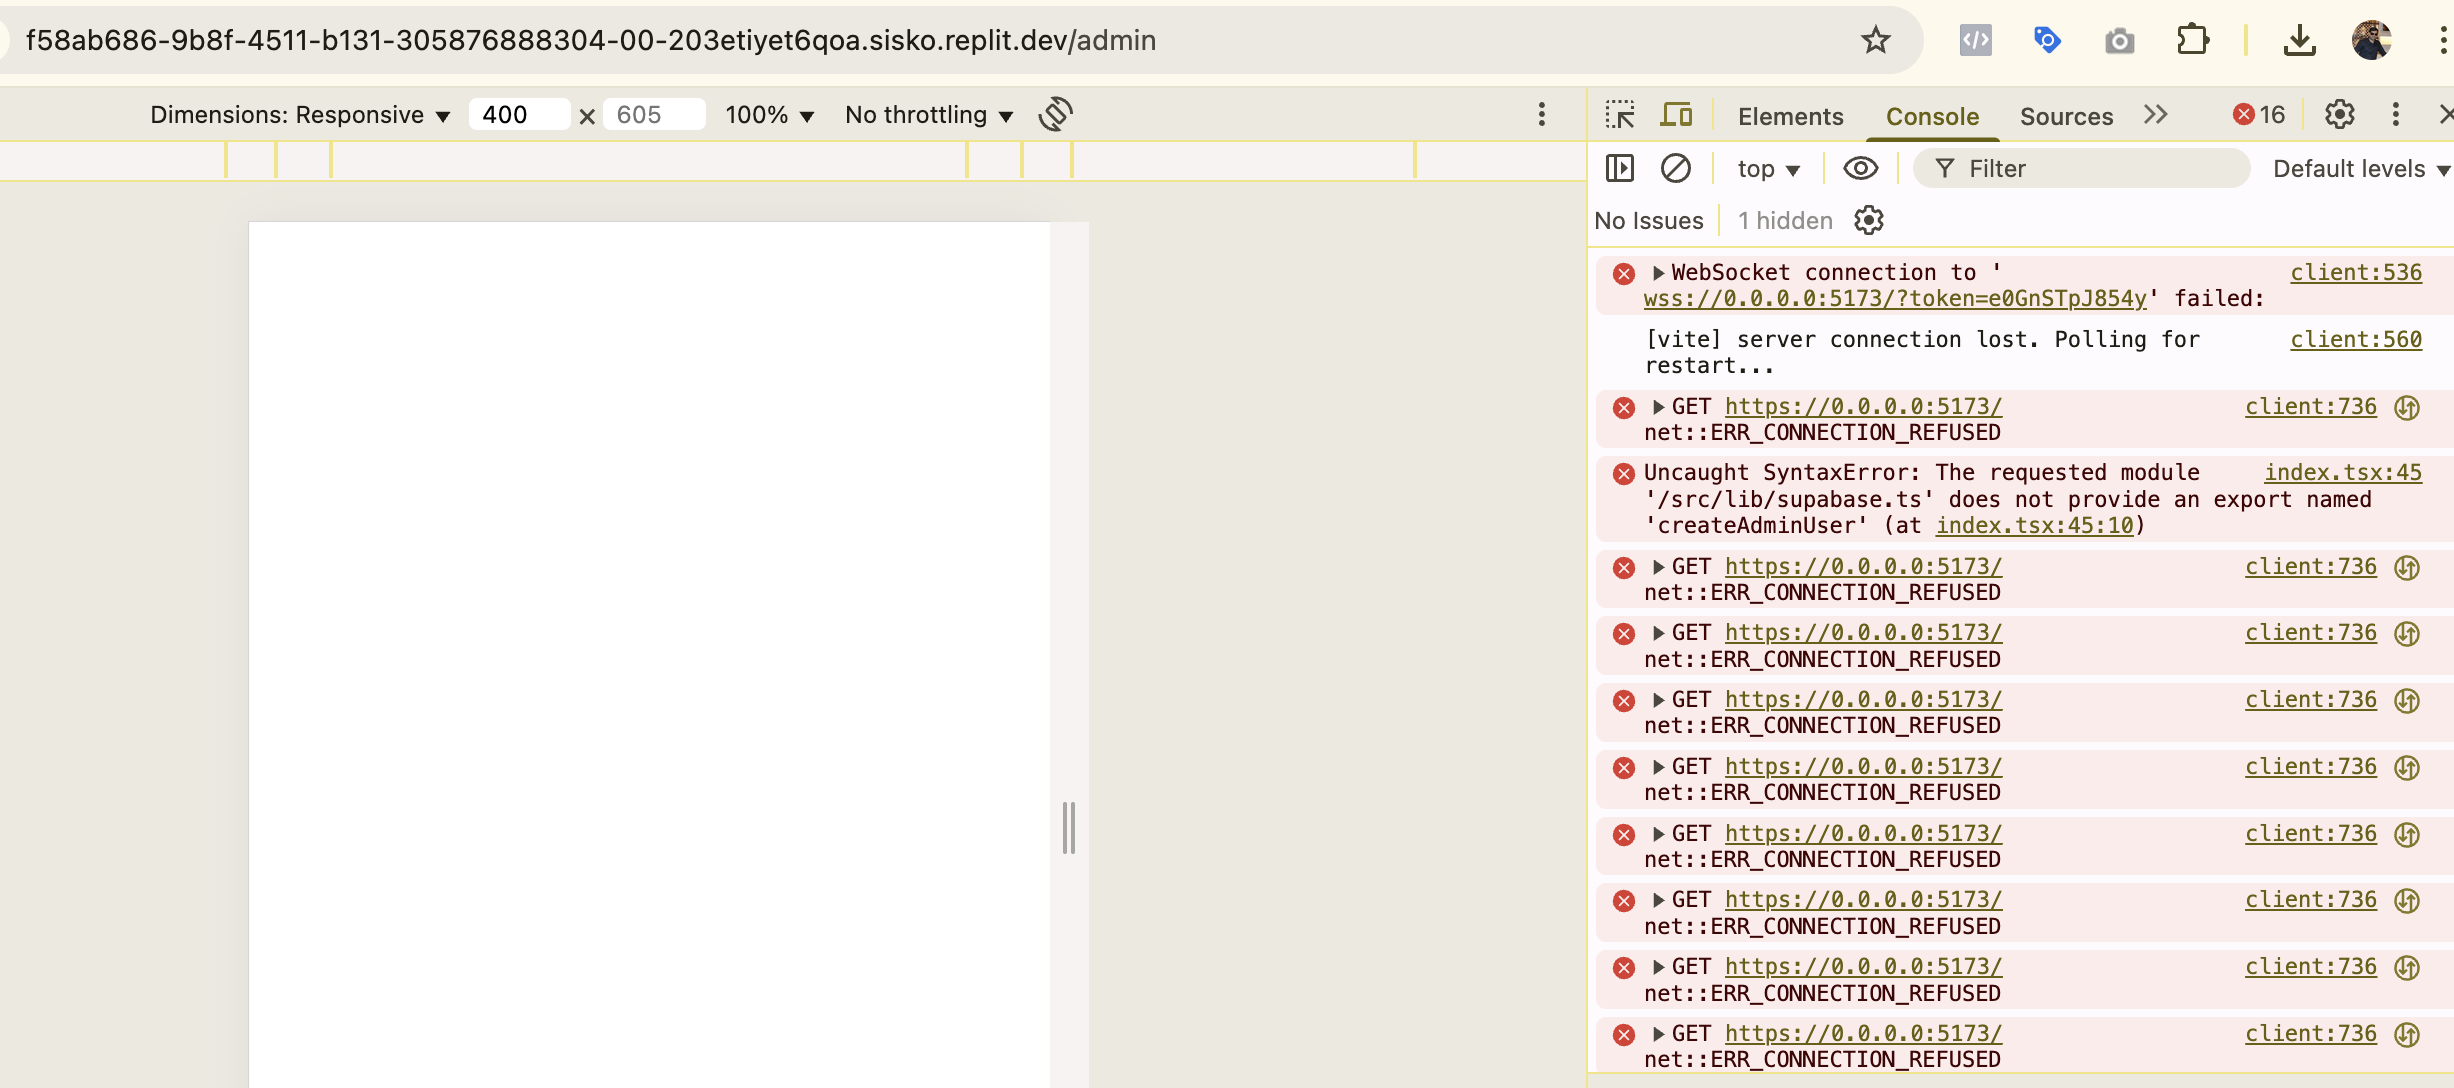 f58ab686-9b8f-4511-b131-305876888304-00-203etiyet6qoa.sisko.replit.dev/admin
Dimensions: Responsive 400 × 605 100% No throttling
Elements Console Sources 16
top Filter Default levels
No Issues 1 hidden
WebSocket connection to ' client:536
wss://0.0.0.0:5173/?token=e0GnSTpJ854y' failed:
[vite] server connection lost. Polling for client:560
restart...
GET https://0.0.0.0:5173/ client:736
net::ERR_CONNECTION_REFUSED
Uncaught SyntaxError: The requested module index.tsx:45
'/src/lib/supabase.ts' does not provide an export named
'createAdminUser' (at index.tsx:45:10)
GET https://0.0.0.0:5173/ client:736
net::ERR_CONNECTION_REFUSED
GET https://0.0.0.0:5173/ client:736
net::ERR_CONNECTION_REFUSED
GET https://0.0.0.0:5173/ client:736
net::ERR_CONNECTION_REFUSED
GET https://0.0.0.0:5173/ client:736
net::ERR_CONNECTION_REFUSED
GET https://0.0.0.0:5173/ client:736
net::ERR_CONNECTION_REFUSED
GET https://0.0.0.0:5173/ client:736
net::ERR_CONNECTION_REFUSED
GET https://0.0.0.0:5173/ client:736
net::ERR_CONNECTION_REFUSED
GET https://0.0.0.0:5173/ client:736
net::ERR_CONNECTION_REFUSED